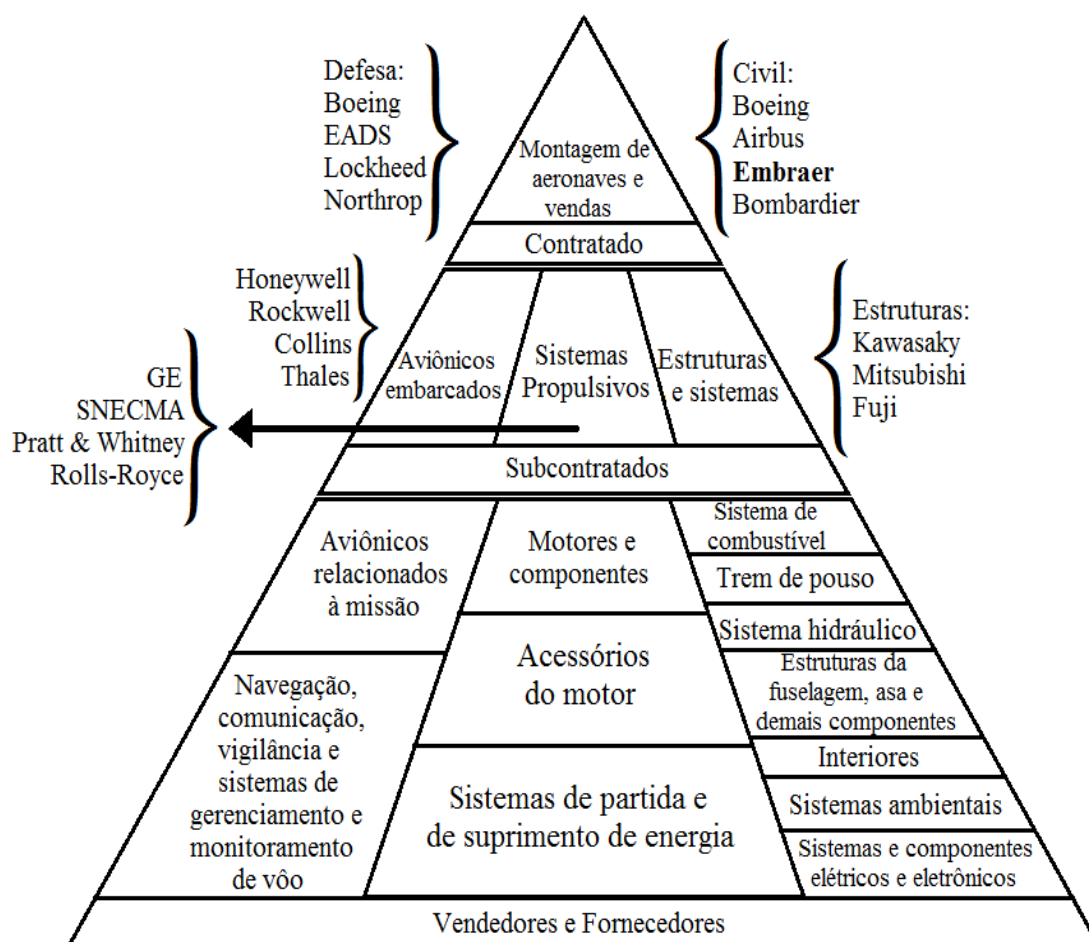 Defesa:
Boeing
EADS
Lockheed
Northrop
Civil:
Boeing
Airbus
Embraer
Bombardier
Montagem de
aeronaves e
vendas
Contratado
Honeywell
Rockwell
Collins
Thales
GE
SNECMA
Pratt & Whitney
Rolls-Royce
Aviônicos
embarcados
Sistemas
Propulsivos
Estruturas
e sistemas
Estruturas:
Kawasaky
Mitsubishi
Fuji
Subcontratados
Aviônicos
relacionados
à missão
Navegação,
comunicação,
vigilância e
sistemas de
gerenciamento e
monitoramento
de vôo
Motores e
componentes
Acessórios
do motor
Sistemas de partida e
de suprimento de energia
Sistema de
combustível
Trem de pouso
Sistema hidráulico
Estruturas da
fuselagem, asa e
demais componentes
Interiores
Sistemas ambientais
Sistemas e componentes
elétricos e eletrônicos
Vendedores e Fornecedores